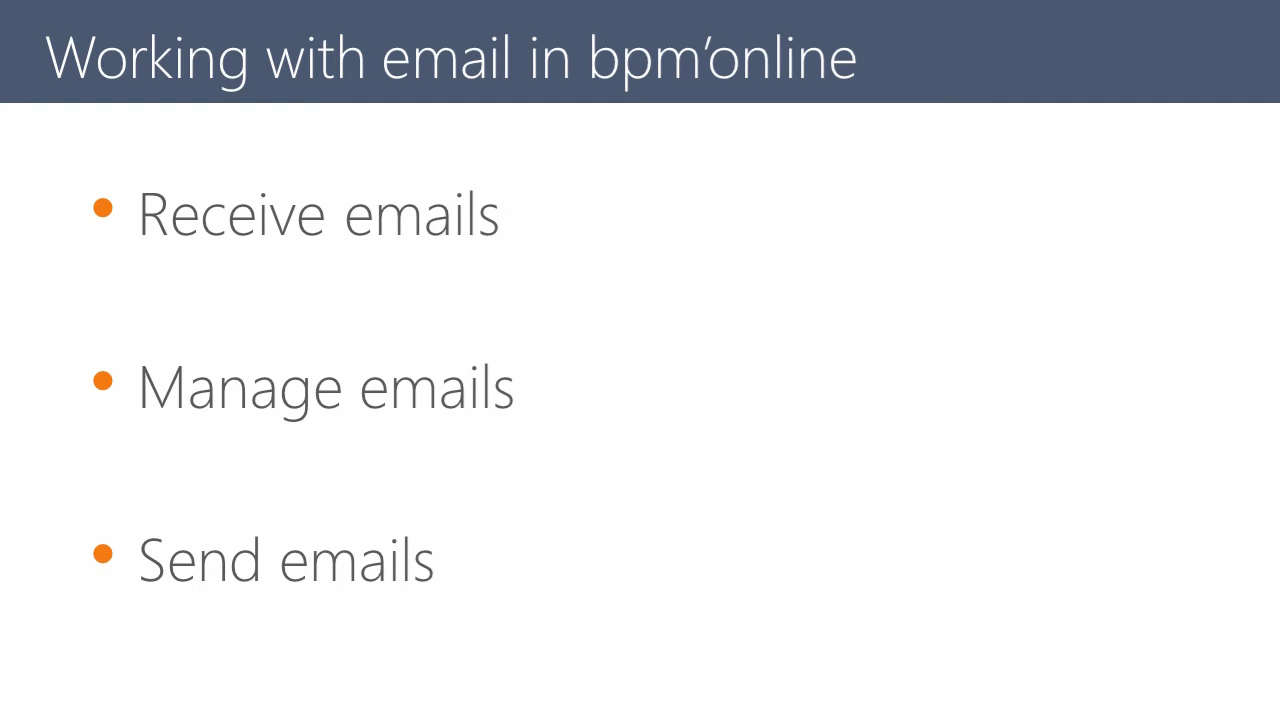 Working with email in bpm’online
• Receive emails
• Manage emails
• Send emails